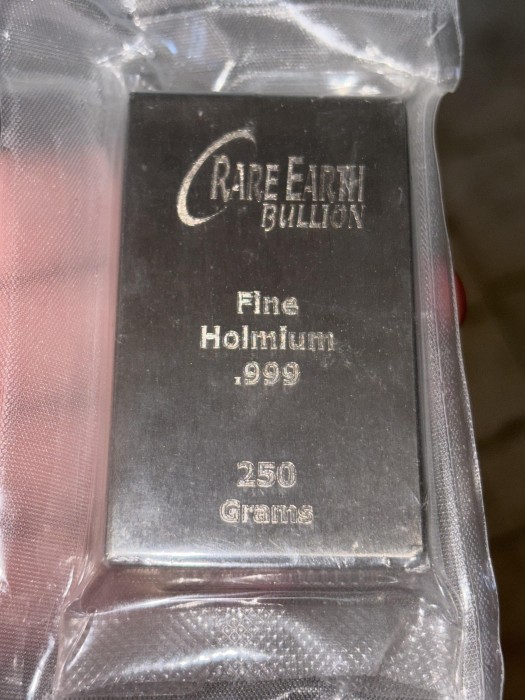 RARE EARTH
BULLION
Fine
Holmium
.999
250
Grams